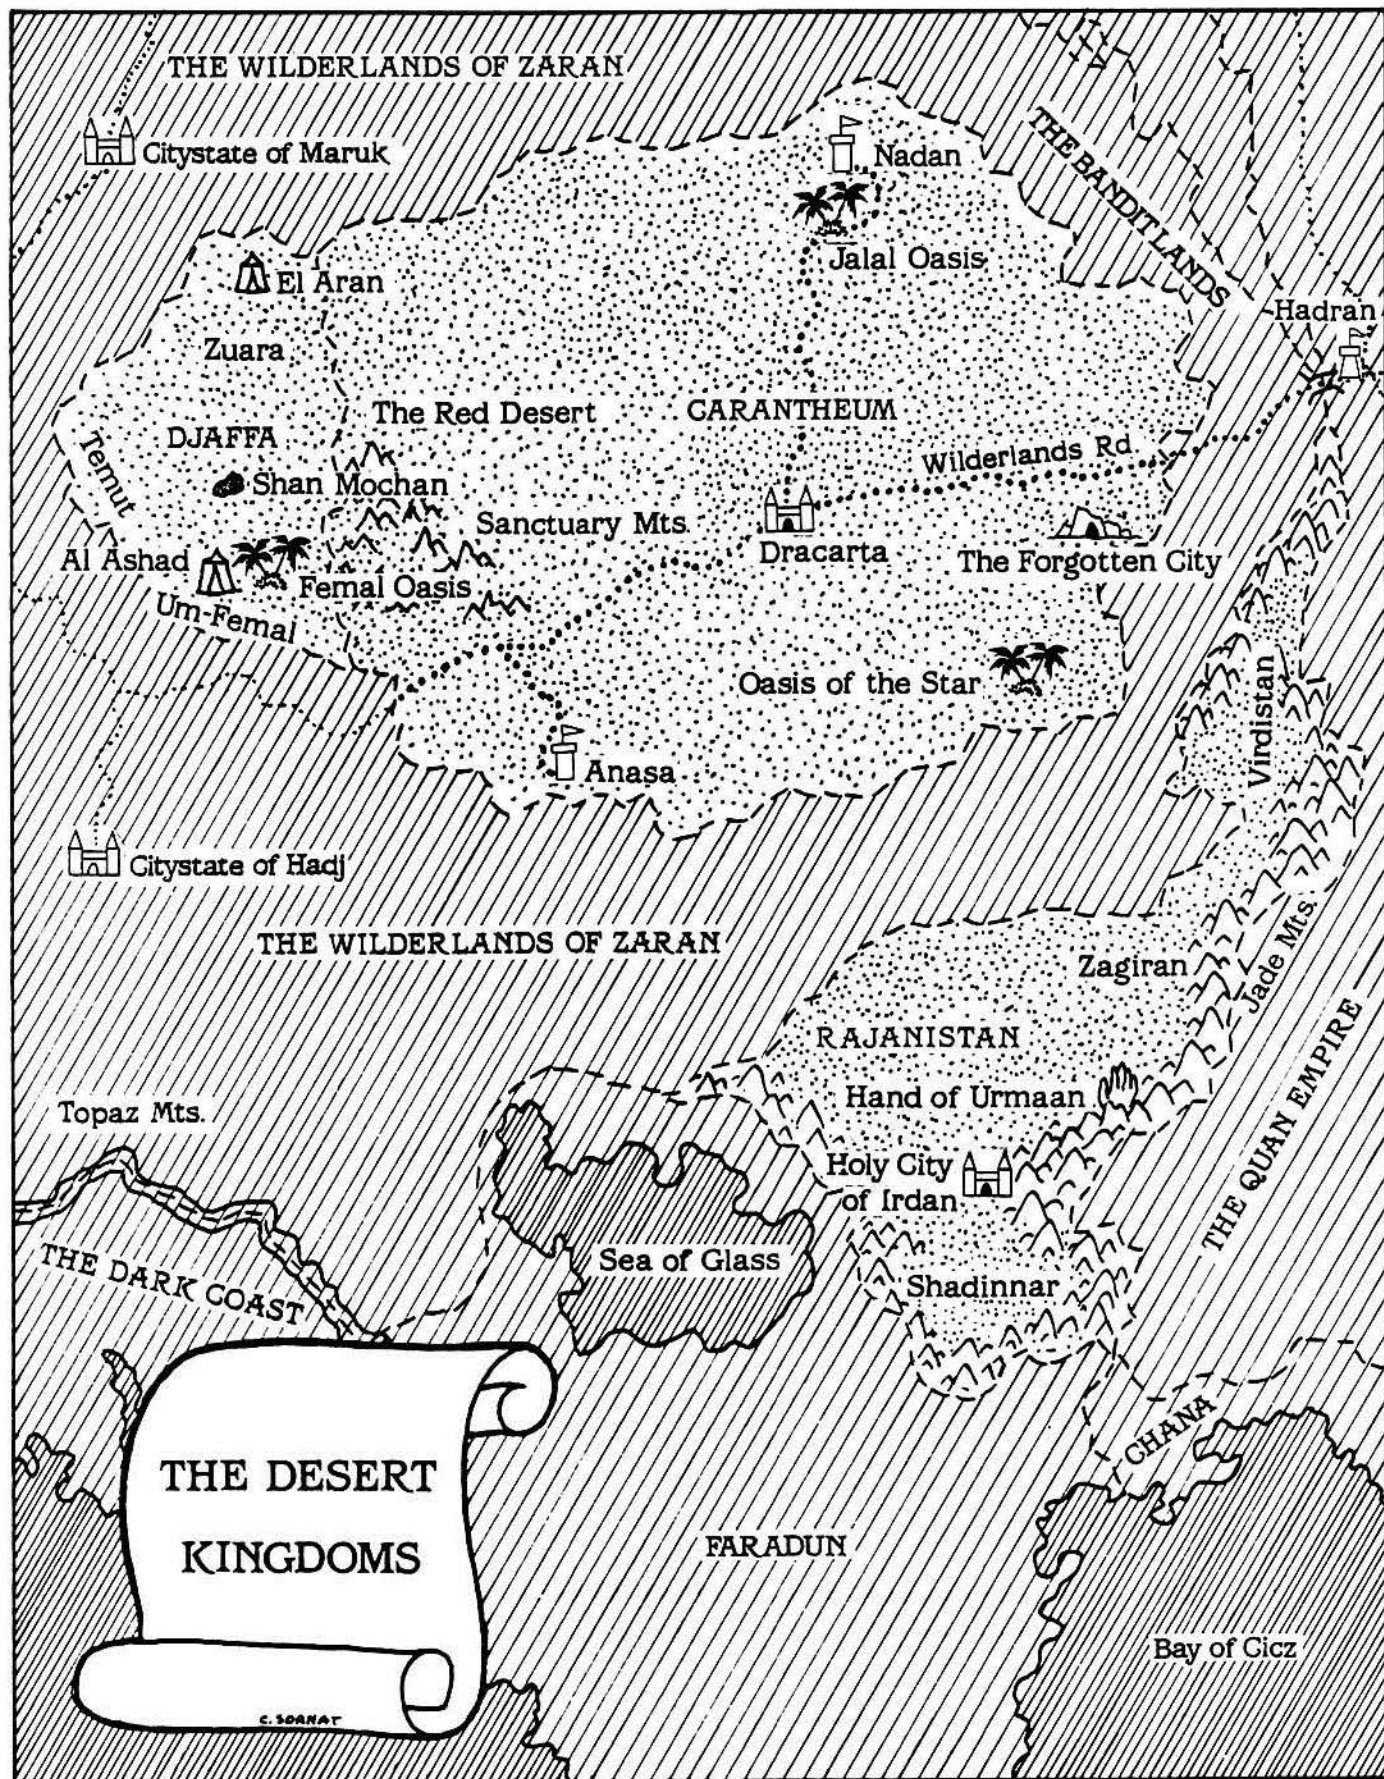 THE WILDERLANDS OF ZARAN
Citystate of Maruk
Nadan
THE BANDIT LANDS
Jalal Oasis
El Aran
Hadran
Zuara
The Red Desert
CARANTHEUM
DJAFFA
Temut
Wilderlands Rd
Shan Mochan
Sanctuary Mts.
Dracarta
The Forgotten City
Al Ashad
Femal Oasis
Um-Femal
Oasis of the Star
Virdistan
Anasa
Citystate of Hadj
THE WILDERLANDS OF ZARAN
Zagiran
Jade Mts.
RAJANISTAN
THE QUAN EMPIRE
Hand of Urmaan
Topaz Mts.
Holy City
of Irdan
THE DARK COAST
Sea of Glass
Shadinnar
CHANA
THE DESERT
KINGDOMS
FARADUN
Bay of Cicz
C. SORNAT